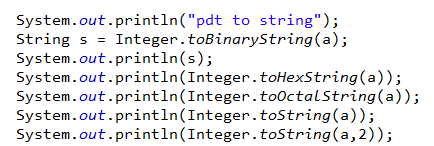 System.out.println("pdt to string");
String s = Integer.toBinaryString(a);
System.out.println(s);
System.out.println(Integer.toHexString(a));
System.out.println(Integer.toOctalString(a));
System.out.println(Integer.toString(a));
System.out.println(Integer.toString(a,2));